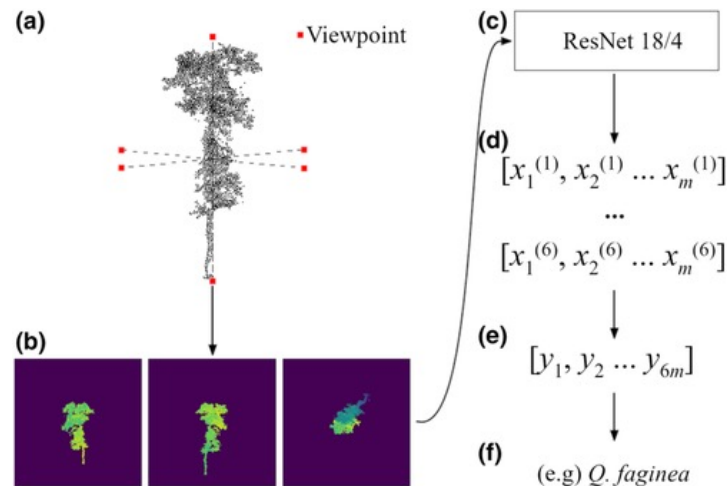 (a)
Viewpoint
(b)
(c)
ResNet 18/4
(d)
[x₁⁽¹⁾, x₂⁽¹⁾ ... xₘ⁽¹⁾]
...
[x₁⁽⁶⁾, x₂⁽⁶⁾ ... xₘ⁽⁶⁾]
(e)
[y₁, y₂ ... y₆ₘ]
(f)
(e.g) Q. faginea